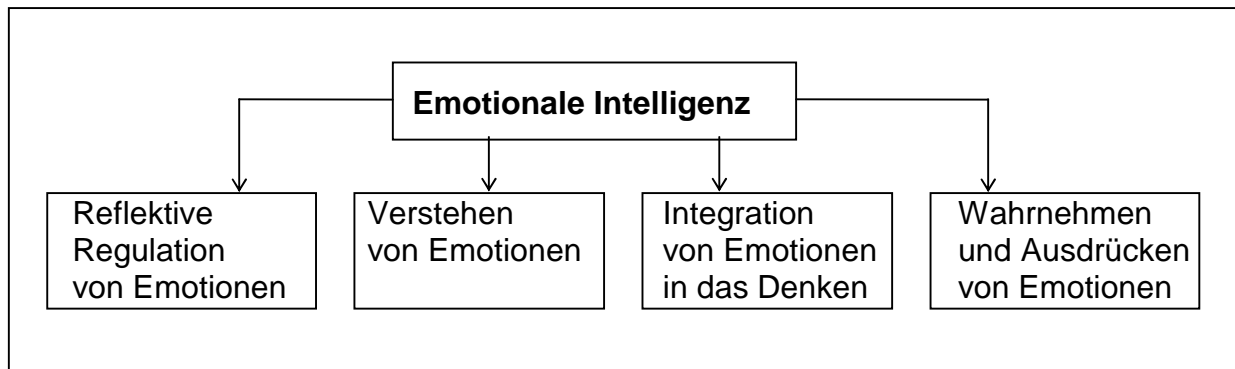 Emotionale Intelligenz
Reflektive
Regulation
von Emotionen
Verstehen
von Emotionen
Integration
von Emotionen
in das Denken
Wahrnehmen
und Ausdrücken
von Emotionen